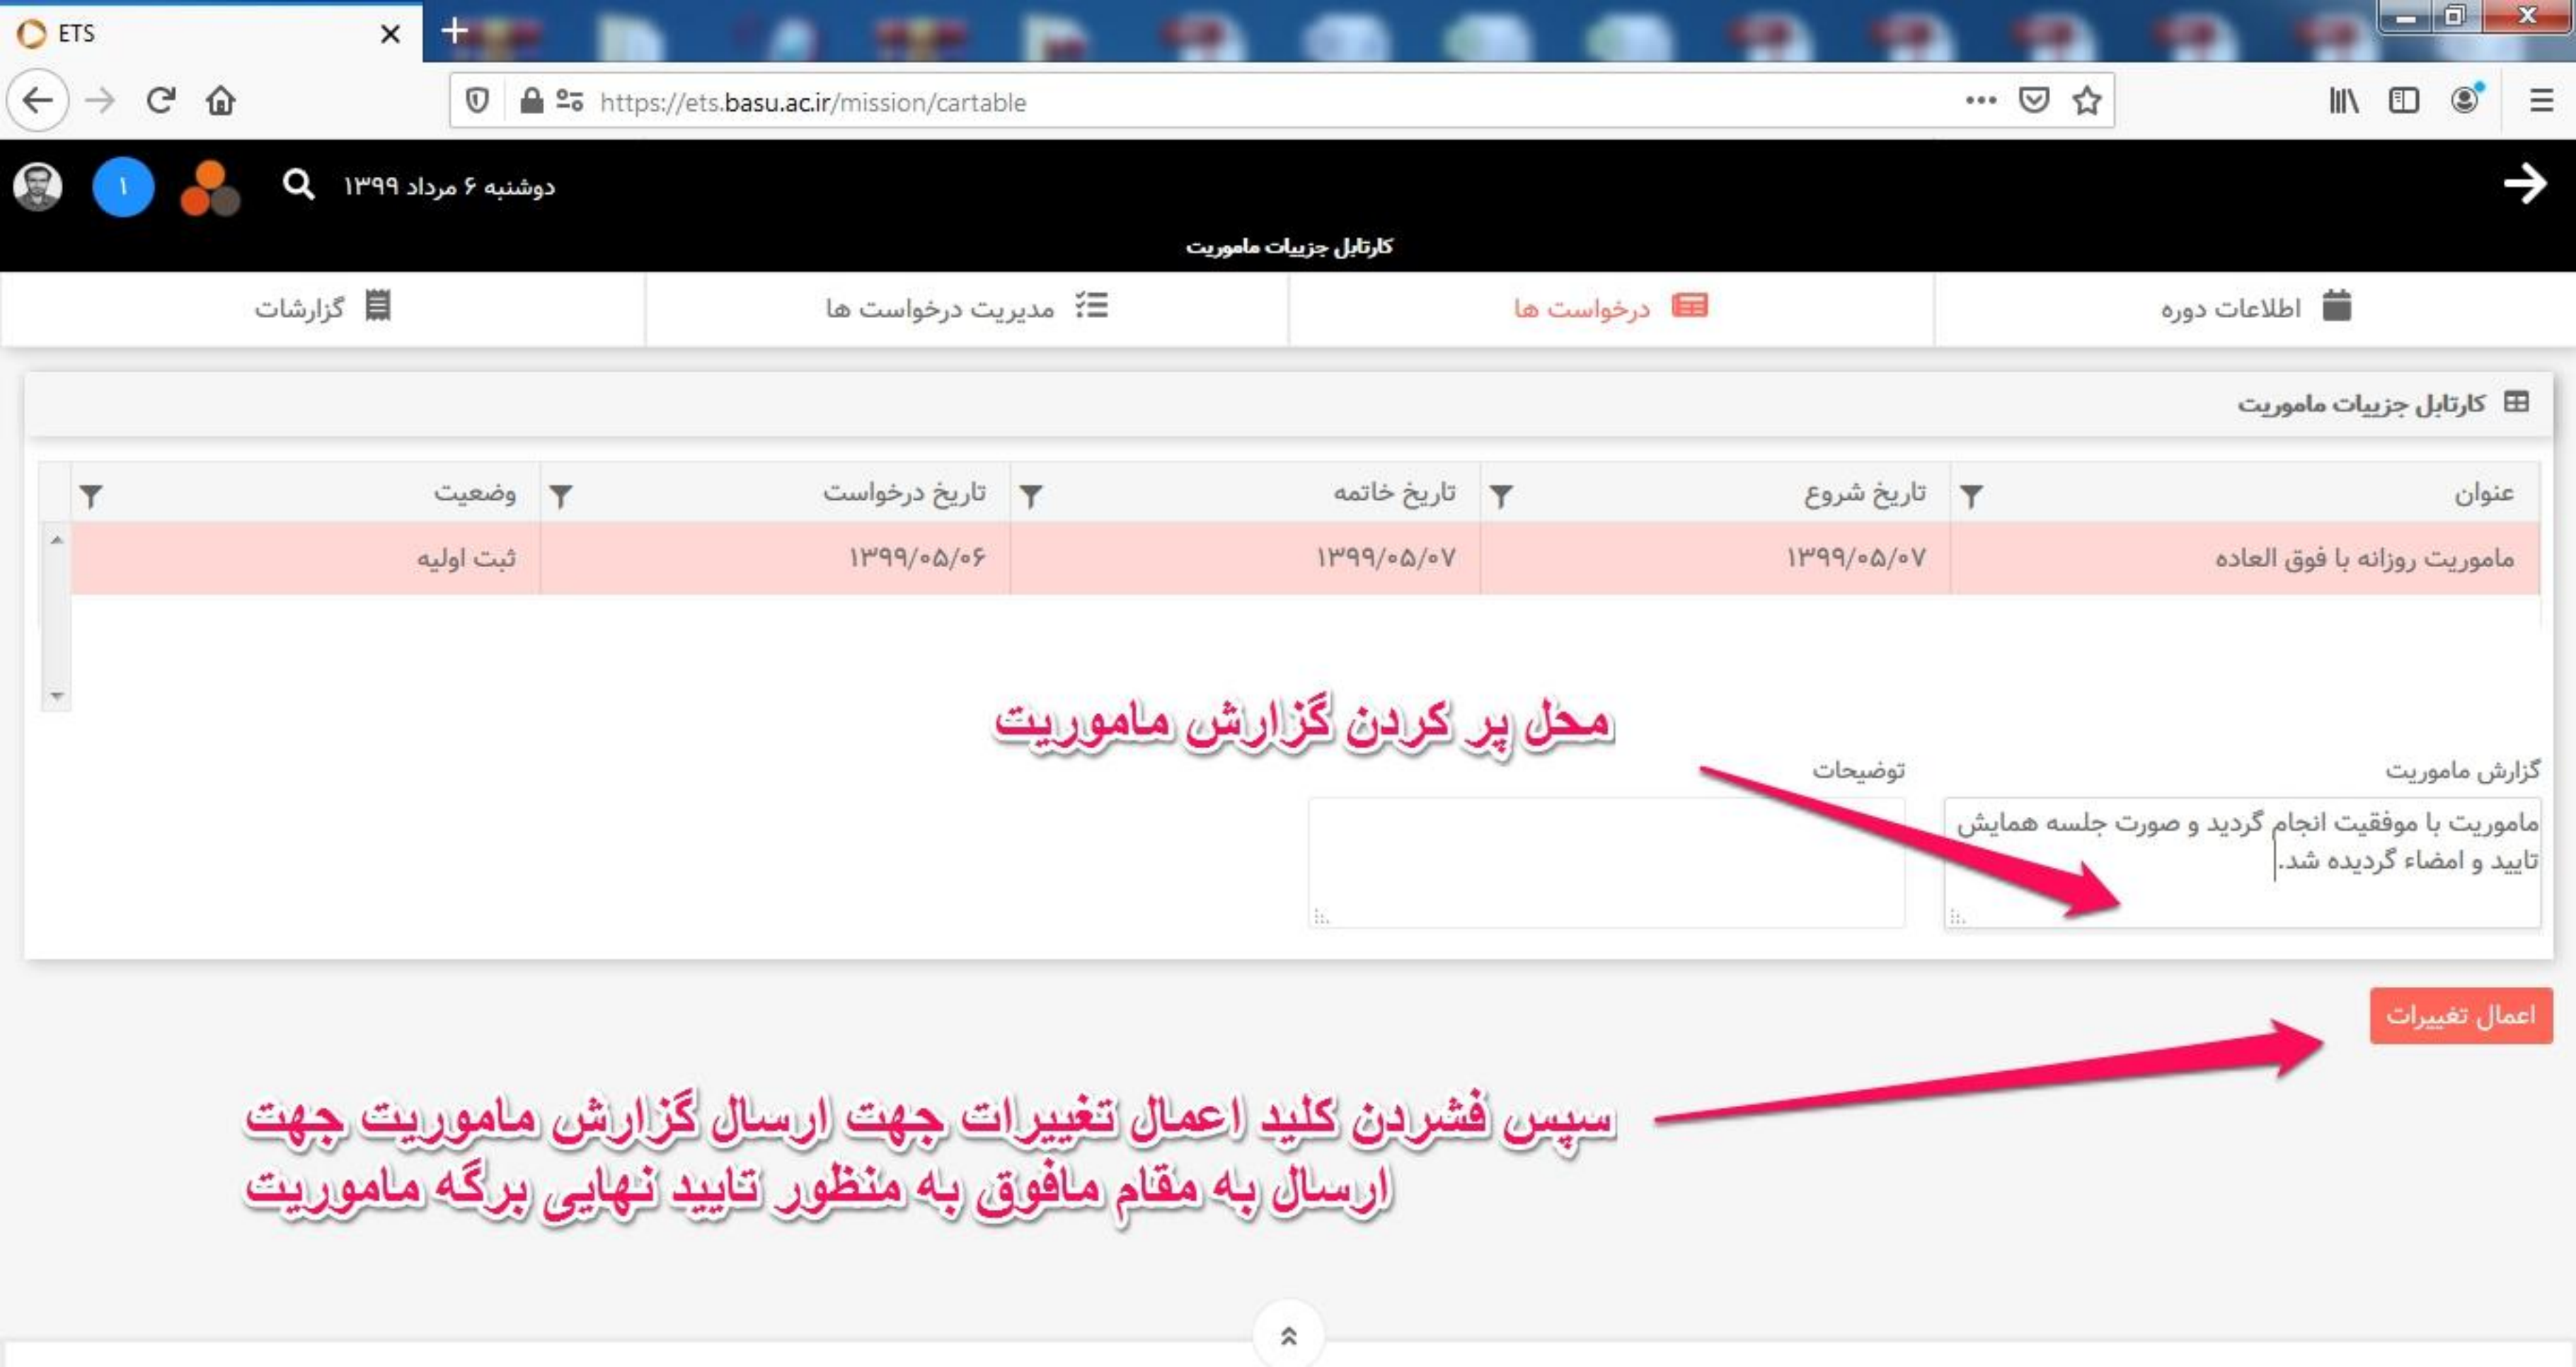 ETS
https://ets.basu.ac.ir/mission/cartable
۱
دوشنبه ۶ مرداد ۱۳۹۹
کارتابل جزییات ماموریت
اطلاعات دوره
درخواست ها
مدیریت درخواست ها
گزارشات
کارتابل جزییات ماموریت
عنوان تاریخ شروع تاریخ خاتمه تاریخ درخواست وضعیت
ماموریت روزانه با فوق العاده ۱۳۹۹/۰۵/۰۷ ۱۳۹۹/۰۵/۰۷ ۱۳۹۹/۰۵/۰۶ ثبت اولیه
محل پر کردن گزارش ماموریت
گزارش ماموریت
توضیحات
ماموریت با موفقیت انجام گردید و صورت جلسه همایش
تایید و امضاء گردیده شد.
اعمال تغییرات
سپس فشردن کلید اعمال تغییرات جهت ارسال گزارش ماموریت جهت
ارسال به مقام مافوق به منظور تایید نهایی برگه ماموریت